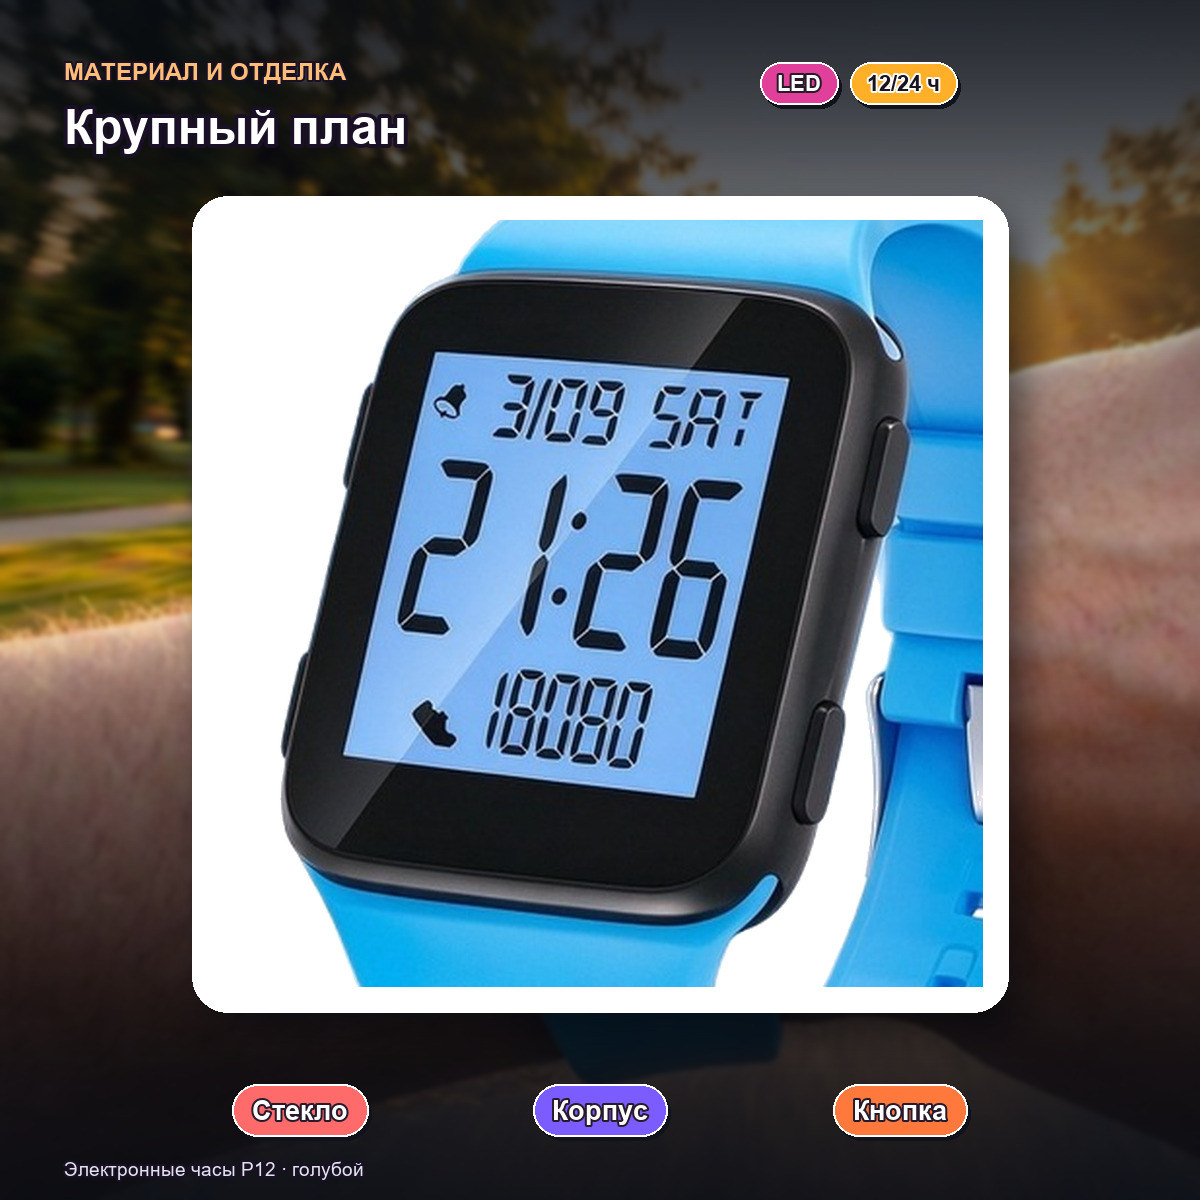 МАТЕРИАЛ И ОТДЕЛКА
Крупный план
LED
12/24 ч
3/09 SAT
21:26
18080
Стекло
Корпус
Кнопка
Электронные часы P12 · голубой